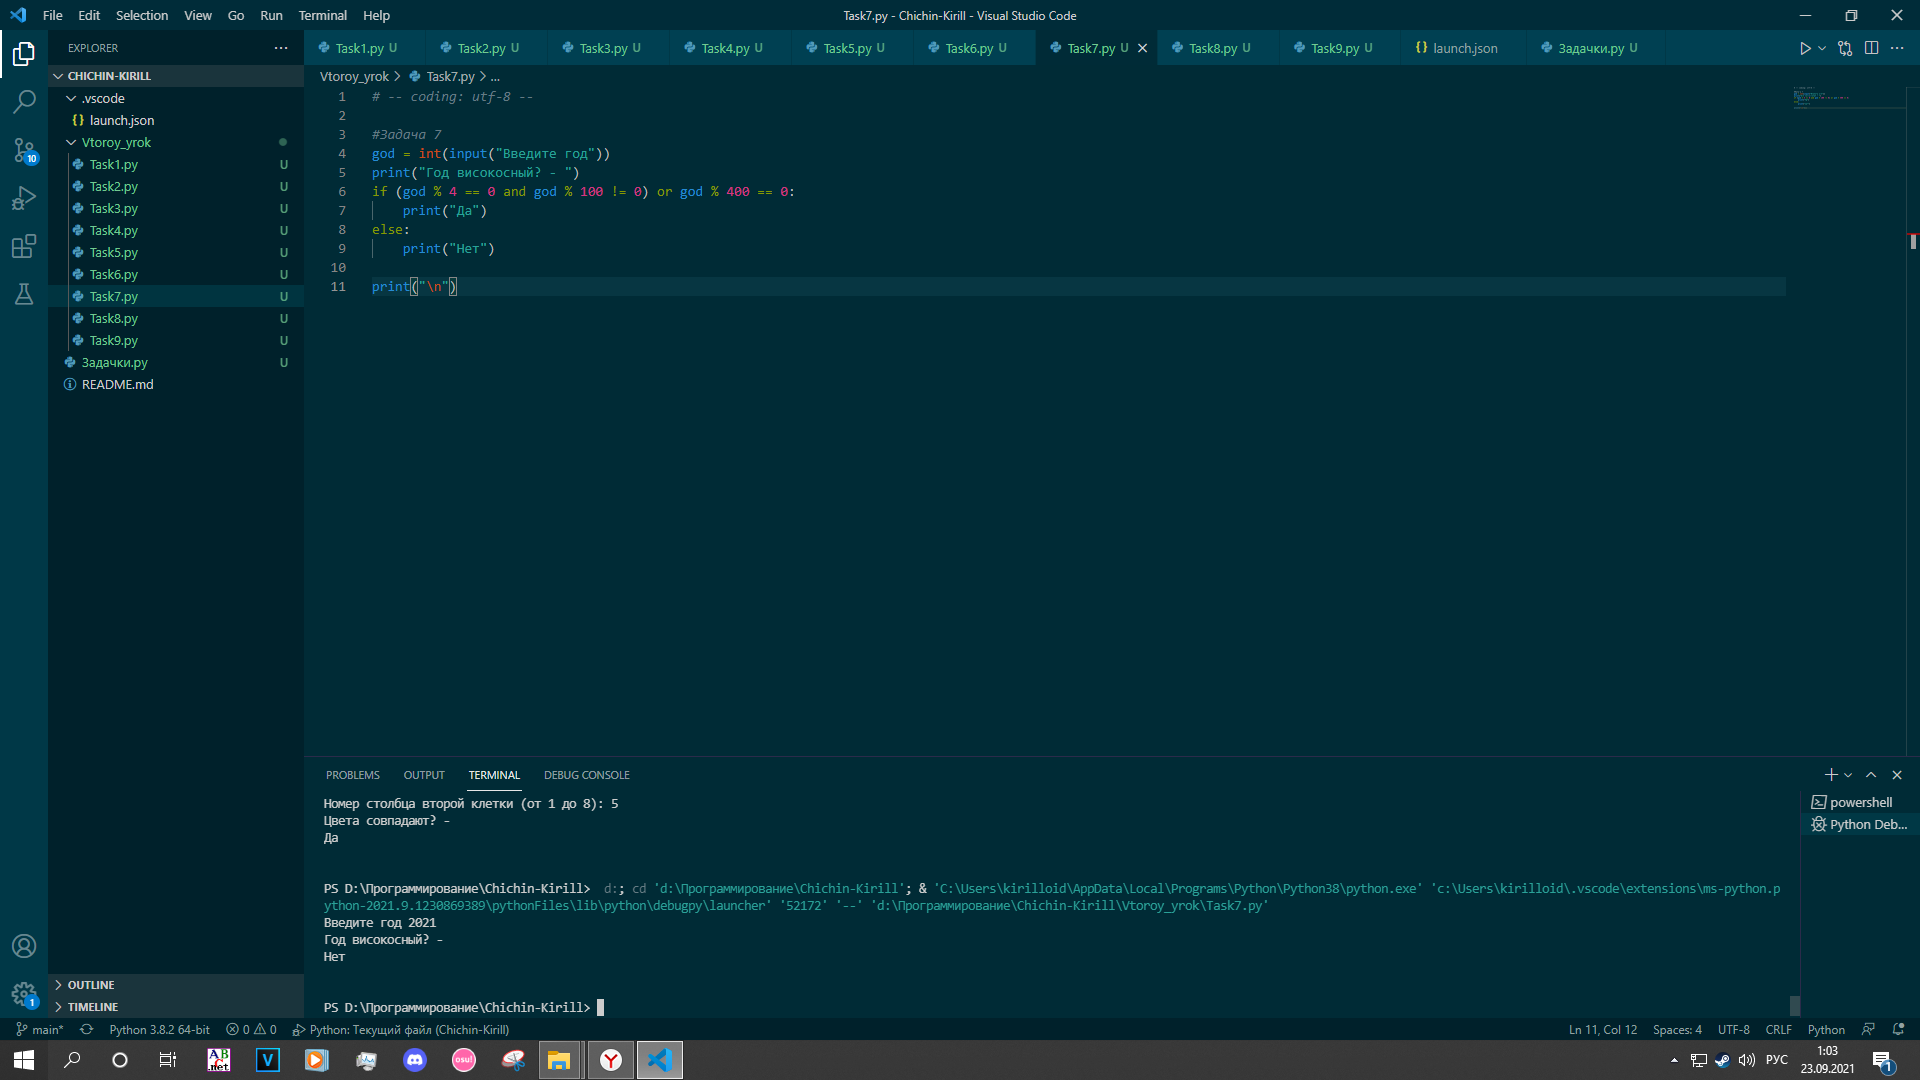 File Edit Selection View Go Run Terminal Help
Task7.py - Chichin-Kirill - Visual Studio Code
EXPLORER
CHICHIN-KIRILL
.vscode
launch.json
Vtoroy_yrok
Task1.py U
Task2.py U
Task3.py U
Task4.py U
Task5.py U
Task6.py U
Task7.py U
Task8.py U
Task9.py U
Задачки.py U
README.md
OUTLINE
TIMELINE
10
1
Task1.py U Task2.py U Task3.py U Task4.py U Task5.py U Task6.py U Task7.py U Task8.py U Task9.py U launch.json Задачки.py U
Vtoroy_yrok > Task7.py > ...
1 # -- coding: utf-8 --
2
3 #Задача 7
4 god = int(input("Введите год"))
5 print("Год високосный? - ")
6 if (god % 4 == 0 and god % 100 != 0) or god % 400 == 0:
7 print("Да")
8 else:
9 print("Нет")
10
11 print("\n")
PROBLEMS OUTPUT TERMINAL DEBUG CONSOLE
Номер столбца второй клетки (от 1 до 8): 5
Цвета совпадают? -
Да
PS D:\Программирование\Chichin-Kirill> d:; cd 'd:\Программирование\Chichin-Kirill'; & 'C:\Users\kirilloid\AppData\Local\Programs\Python\Python38\python.exe' 'c:\Users\kirilloid\.vscode\extensions\ms-python.p
ython-2021.9.1230869389\pythonFiles\lib\python\debugpy\launcher' '52172' '--' 'd:\Программирование\Chichin-Kirill\Vtoroy_yrok\Task7.py'
Введите год 2021
Год високосный? -
Нет
PS D:\Программирование\Chichin-Kirill>
powershell
Python Deb...
main* Python 3.8.2 64-bit 0 0 Python: Текущий файл (Chichin-Kirill) Ln 11, Col 12 Spaces: 4 UTF-8 CRLF Python
ABC .net V osu! Y РУС
1:03
23.09.2021
1